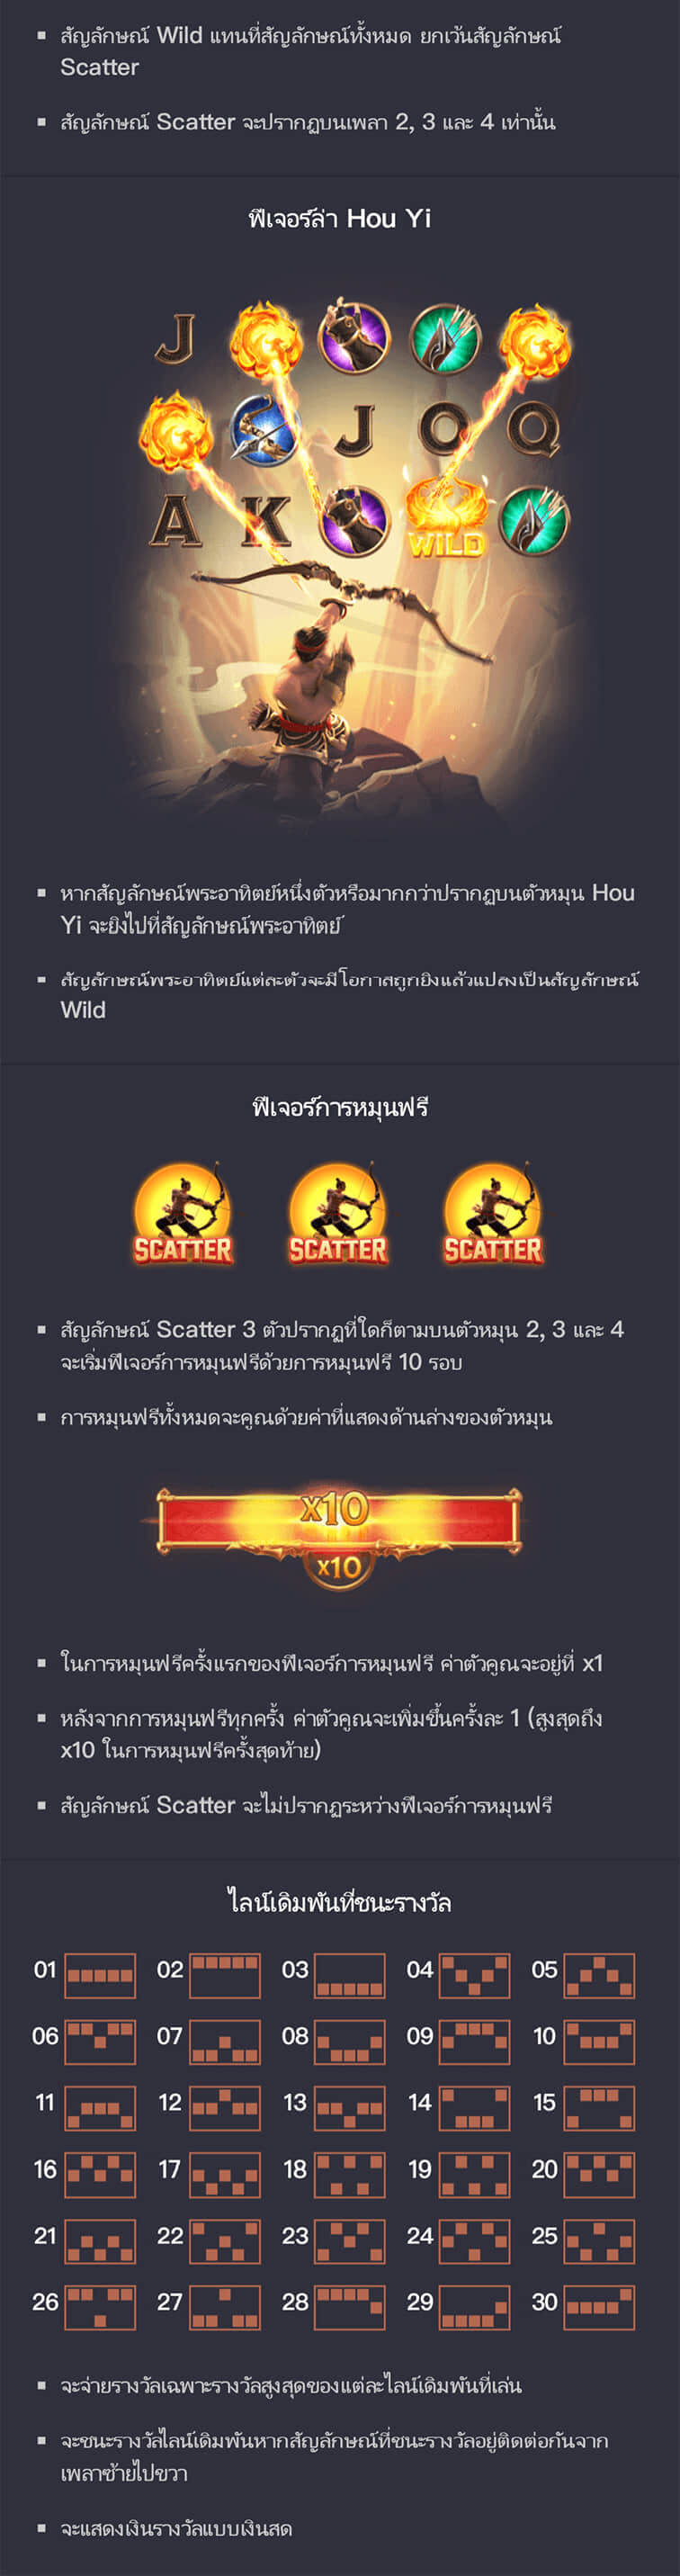 ▪ สัญลักษณ์ Wild แทนที่สัญลักษณ์ทั้งหมด ยกเว้นสัญลักษณ์
Scatter
▪ สัญลักษณ์ Scatter จะปรากฏบนเพลา 2, 3 และ 4 เท่านั้น
ฟีเจอร์ล่า Hou Yi
J
J O Q
A K WILD
▪ หากสัญลักษณ์พระอาทิตย์หนึ่งตัวหรือมากกว่าปรากฏบนตัวหมุน Hou
Yi จะยิงไปที่สัญลักษณ์พระอาทิตย์
▪ สัญลักษณ์พระอาทิตย์แต่ละตัวจะมีโอกาสถูกยิงแล้วแปลงเป็นสัญลักษณ์
Wild
ฟีเจอร์การหมุนฟรี
SCATTER SCATTER SCATTER
▪ สัญลักษณ์ Scatter 3 ตัวปรากฏที่ใดก็ตามบนตัวหมุน 2, 3 และ 4
จะเริ่มฟีเจอร์การหมุนฟรีด้วยการหมุนฟรี 10 รอบ
▪ การหมุนฟรีทั้งหมดจะคูณด้วยค่าที่แสดงด้านล่างของตัวหมุน
x10
x10
▪ ในการหมุนฟรีครั้งแรกของฟีเจอร์การหมุนฟรี ค่าตัวคูณจะอยู่ที่ x1
▪ หลังจากการหมุนฟรีทุกครั้ง ค่าตัวคูณจะเพิ่มขึ้นครั้งละ 1 (สูงสุดถึง
x10 ในการหมุนฟรีครั้งสุดท้าย)
▪ สัญลักษณ์ Scatter จะไม่ปรากฏระหว่างฟีเจอร์การหมุนฟรี
ไลน์เดิมพันที่ชนะรางวัล
01 02 03 04 05
06 07 08 09 10
11 12 13 14 15
16 17 18 19 20
21 22 23 24 25
26 27 28 29 30
▪ จะจ่ายรางวัลเฉพาะรางวัลสูงสุดของแต่ละไลน์เดิมพันที่เล่น
▪ จะชนะรางวัลไลน์เดิมพันหากสัญลักษณ์ที่ชนะรางวัลอยู่ติดต่อกันจาก
เพลาซ้ายไปขวา
▪ จะแสดงเงินรางวัลแบบเงินสด